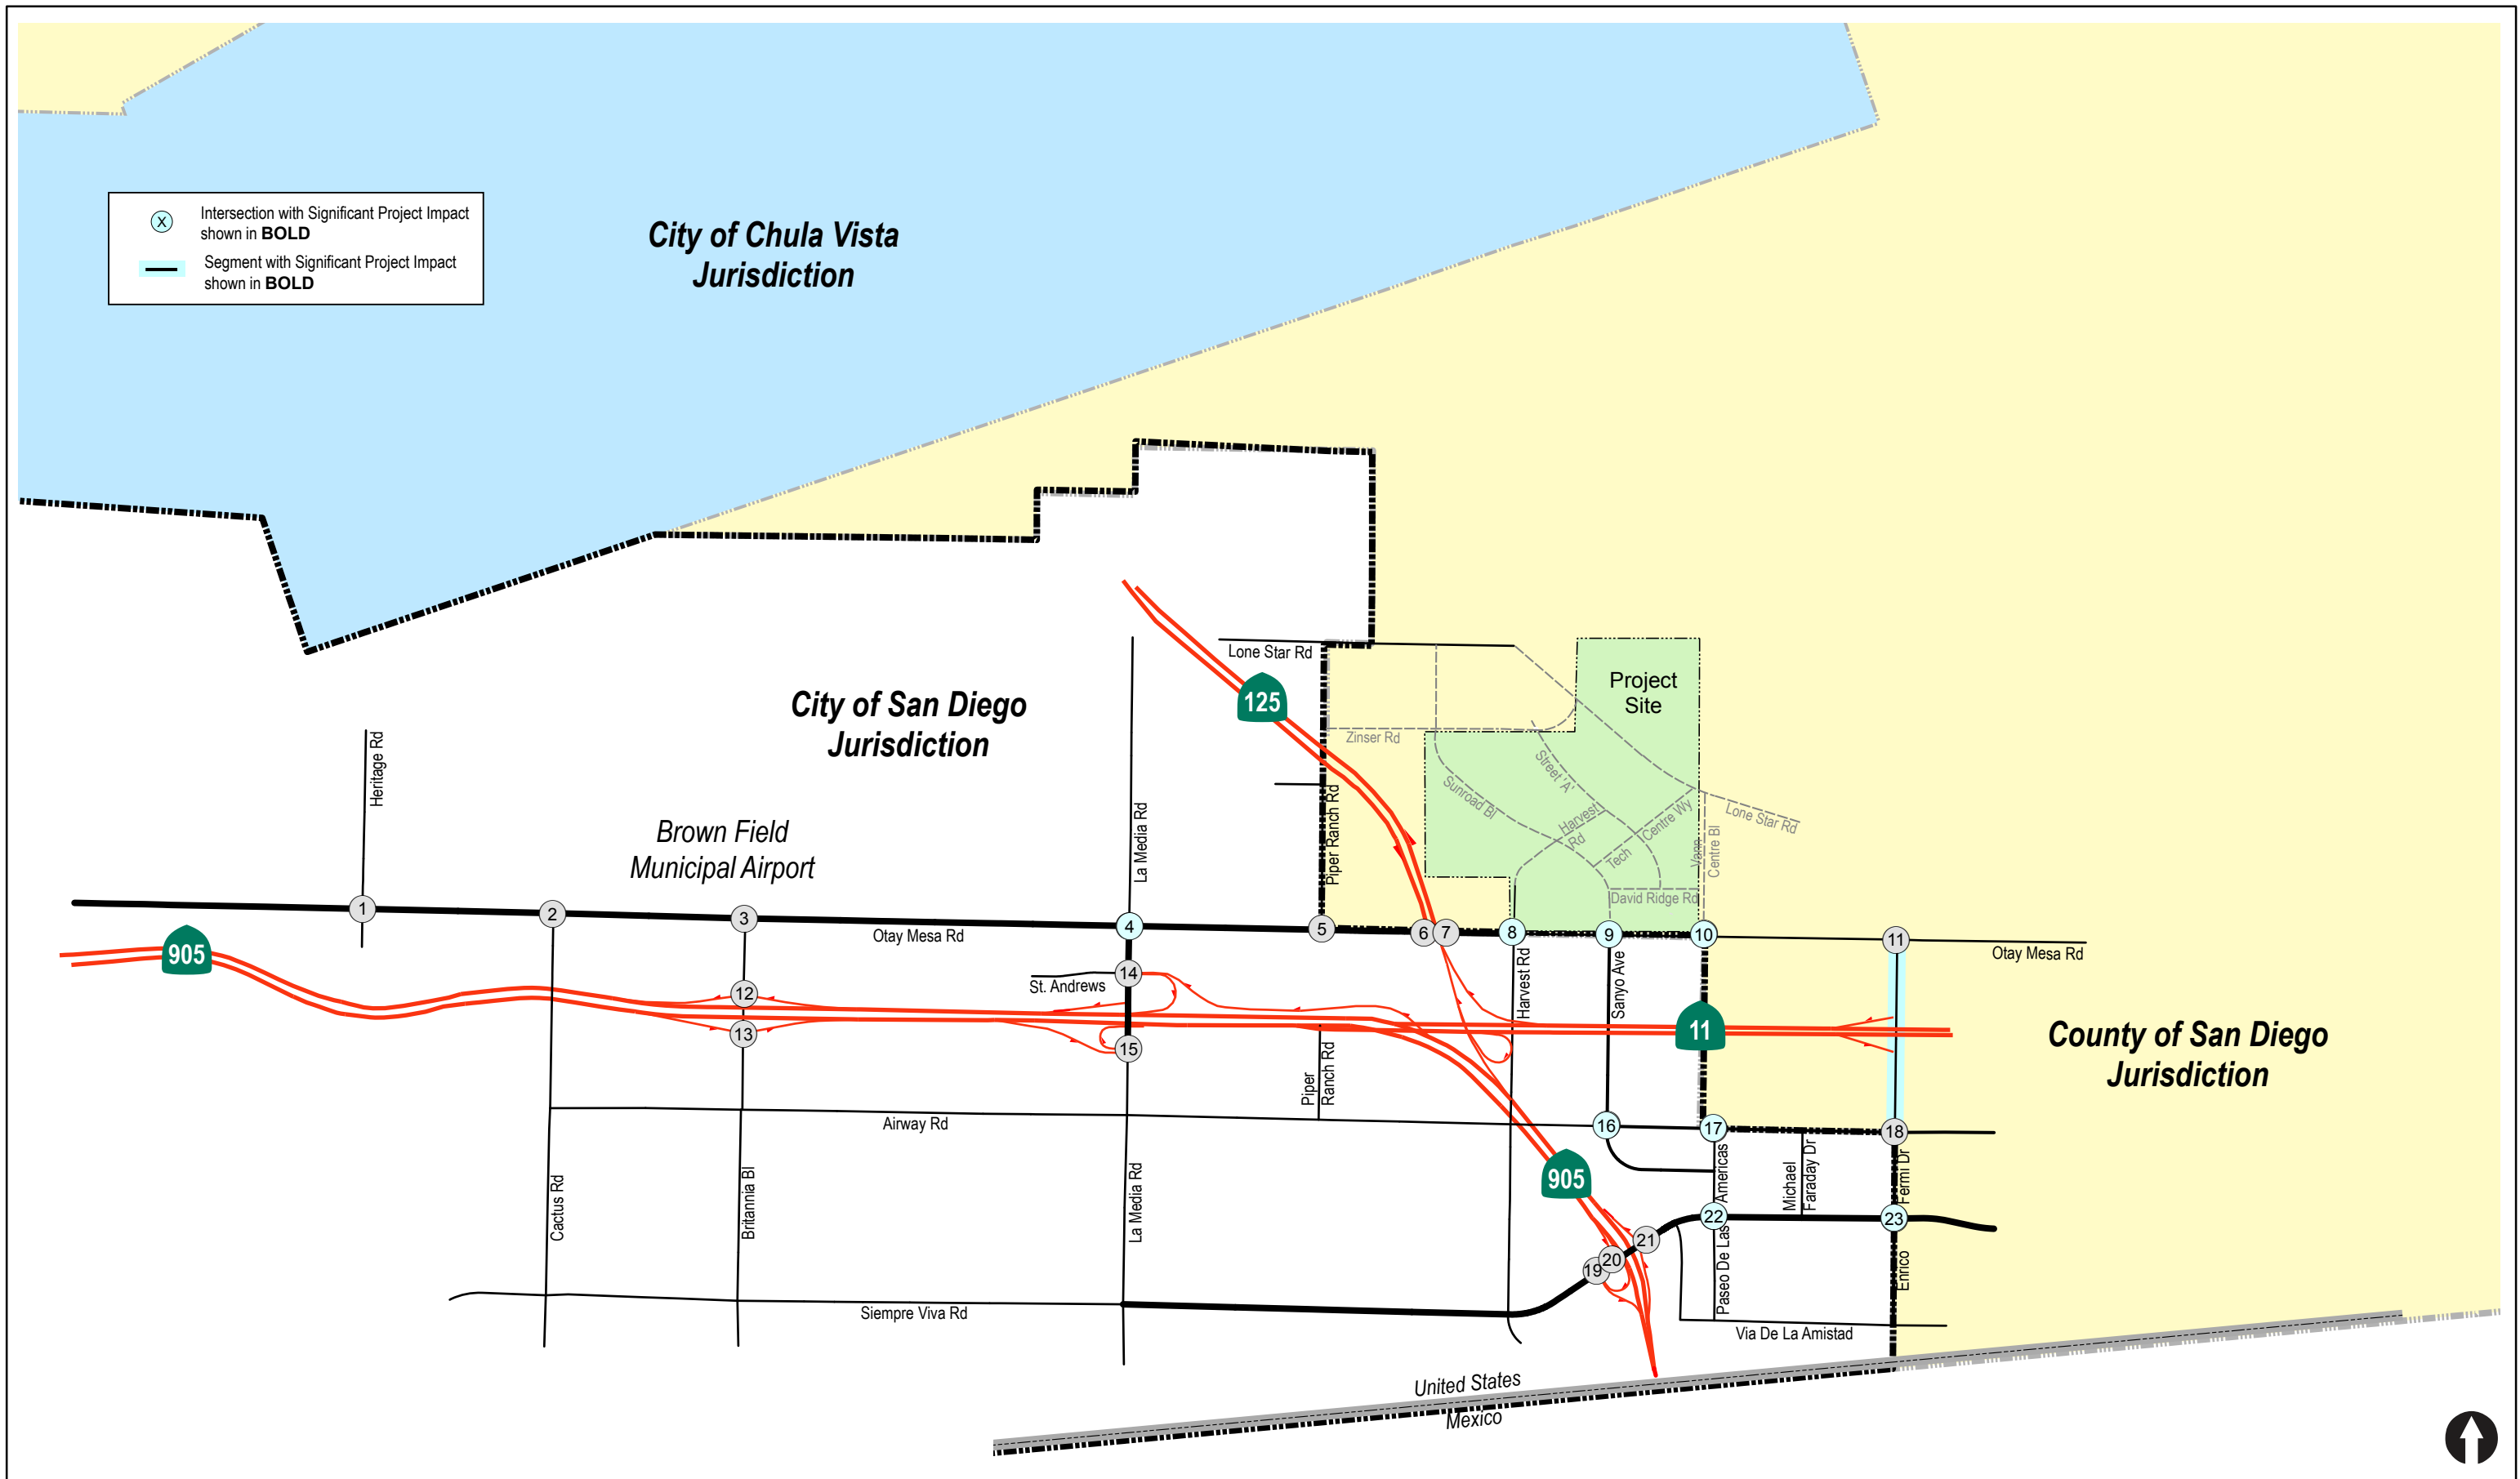 X
Intersection with Significant Project Impact
shown in BOLD
Segment with Significant Project Impact
shown in BOLD
City of Chula Vista
Jurisdiction
Lone Star Rd
Project
Site
125
City of San Diego
Jurisdiction
Zinser Rd
Heritage Rd
Street 'A'
Sunroad Bl
Harvest
Rd
Tech
Centre Wy
Lone Star Rd
Vann
Centre Bl
Brown Field
Municipal Airport
La Media Rd
Piper Ranch Rd
David Ridge Rd
1
2
3
4
5
6
7
8
9
10
11
Otay Mesa Rd
Otay Mesa Rd
905
12
13
14
15
St. Andrews
Harvest Rd
Sanyo Ave
11
County of San Diego
Jurisdiction
Piper
Ranch Rd
Airway Rd
16
17
18
Cactus Rd
Britannia Bl
La Media Rd
905
Paseo De Las Americas
Michael
Faraday Dr
Enrico Fermi Dr
19
20
21
22
23
Siempre Viva Rd
Via De La Amistad
United States
Mexico